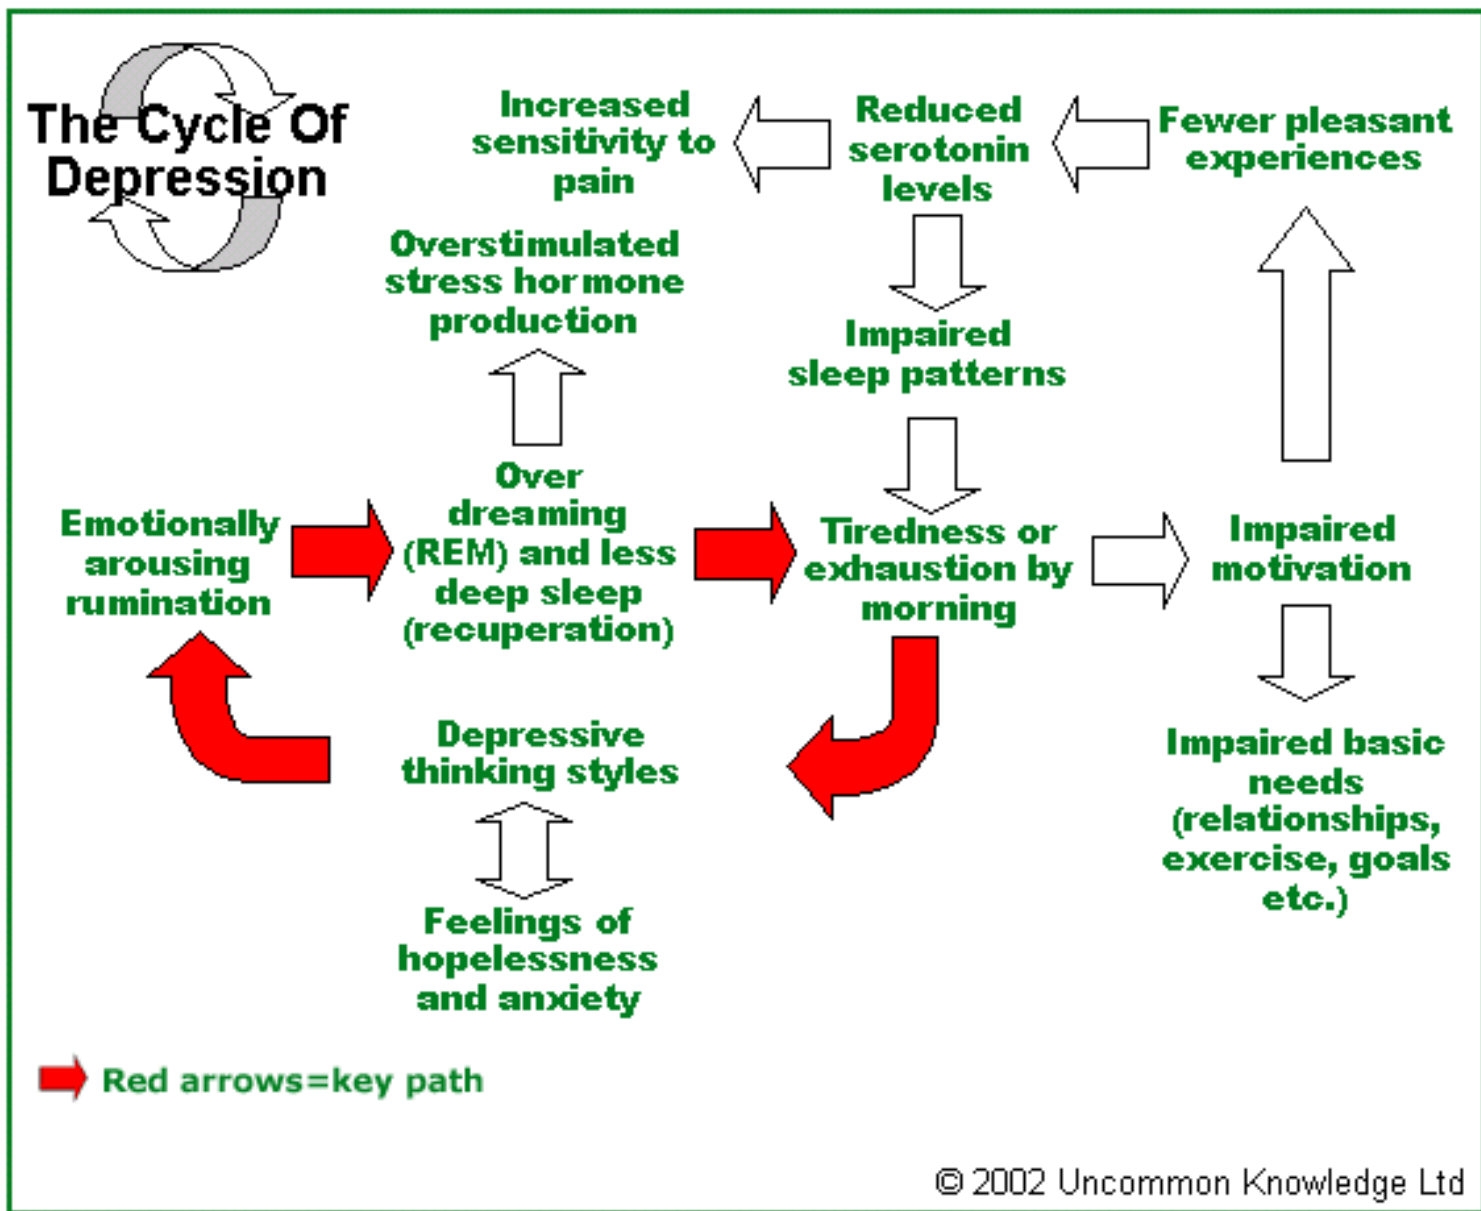 The Cycle Of
Depression
Increased
sensitivity to
pain
Reduced
serotonin
levels
Fewer pleasant
experiences
Overstimulated
stress hormone
production
Impaired
sleep patterns
Emotionally
arousing
rumination
Over
dreaming
(REM) and less
deep sleep
(recuperation)
Tiredness or
exhaustion by
morning
Impaired
motivation
Depressive
thinking styles
Impaired basic
needs
(relationships,
exercise, goals
etc.)
Feelings of
hopelessness
and anxiety
Red arrows=key path
© 2002 Uncommon Knowledge Ltd